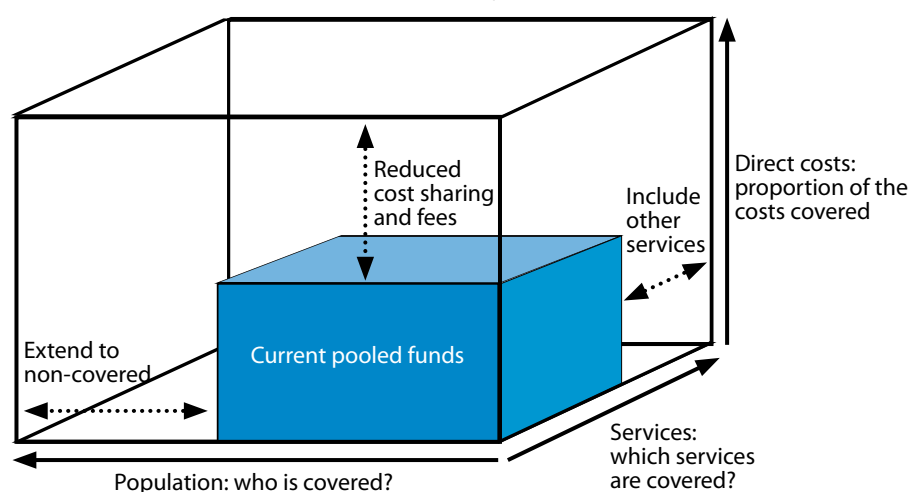 Reduced
cost sharing
and fees
Include
other
services
Direct costs:
proportion of the
costs covered
Extend to
non-covered
Current pooled funds
Services:
which services
are covered?
Population: who is covered?